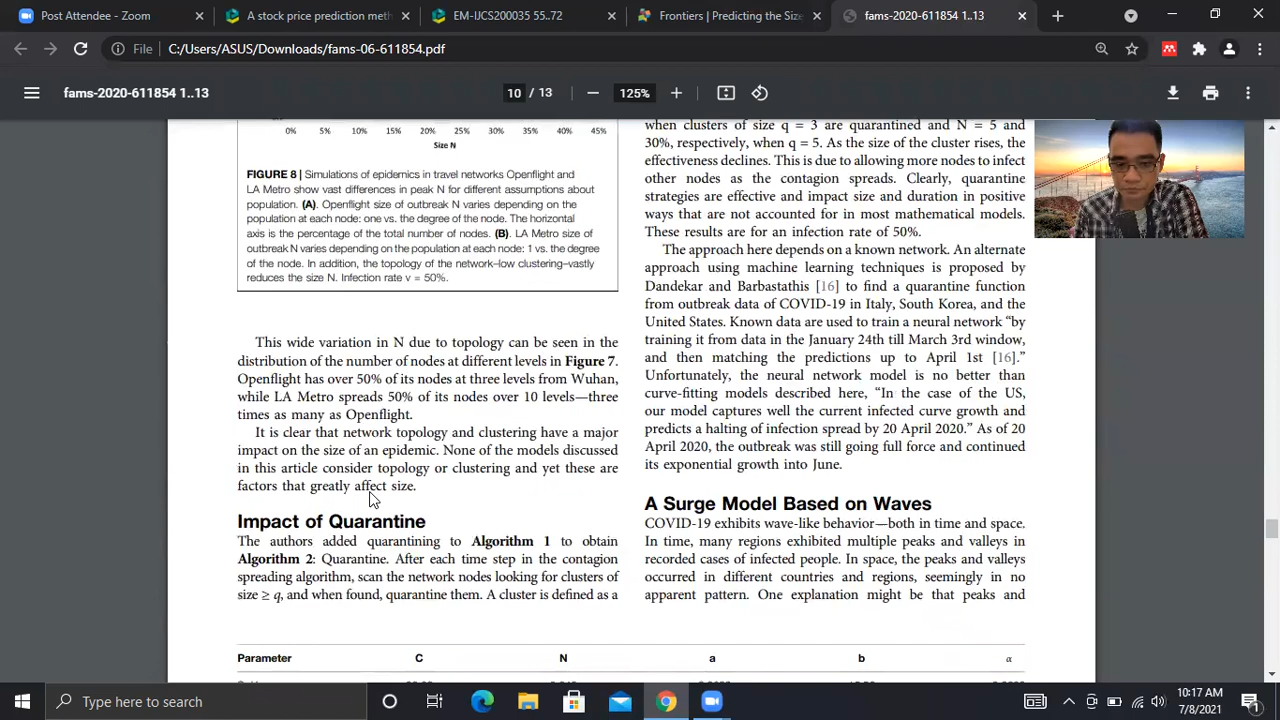 Post Attendee - Zoom
A stock price prediction meth
EM-IJCS200035 55..72
Frontiers | Predicting the Size
fams-2020-611854 1..13
File
C:/Users/ASUS/Downloads/fams-06-611854.pdf
fams-2020-611854 1..13
10 / 13
125%
0% 5% 10% 15% 20% 25% 30% 35% 40% 45%
Size N
FIGURE 8 | Simulations of epidemics in travel networks Openflight and
LA Metro show vast differences in peak N for different assumptions about
population. (A). Openflight size of outbreak N varies depending on the
population at each node: one vs. the degree of the node. The horizontal
axis is the percentage of the total number of nodes. (B). LA Metro size of
outbreak N varies depending on the population at each node: 1 vs. the degree
of the node. In addition, the topology of the network–low clustering–vastly
reduces the size N. Infection rate v = 50%.
This wide variation in N due to topology can be seen in the
distribution of the number of nodes at different levels in Figure 7.
Openflight has over 50% of its nodes at three levels from Wuhan,
while LA Metro spreads 50% of its nodes over 10 levels—three
times as many as Openflight.
It is clear that network topology and clustering have a major
impact on the size of an epidemic. None of the models discussed
in this article consider topology or clustering and yet these are
factors that greatly affect size.
Impact of Quarantine
The authors added quarantining to Algorithm 1 to obtain
Algorithm 2: Quarantine. After each time step in the contagion
spreading algorithm, scan the network nodes looking for clusters of
size ≥ q, and when found, quarantine them. A cluster is defined as a
when clusters of size q = 3 are quarantined and N = 5 and
30%, respectively, when q = 5. As the size of the cluster rises, the
effectiveness declines. This is due to allowing more nodes to infect
other nodes as the contagion spreads. Clearly, quarantine
strategies are effective and impact size and duration in positive
ways that are not accounted for in most mathematical models.
These results are for an infection rate of 50%.
The approach here depends on a known network. An alternate
approach using machine learning techniques is proposed by
Dandekar and Barbastathis [16] to find a quarantine function
from outbreak data of COVID-19 in Italy, South Korea, and the
United States. Known data are used to train a neural network “by
training it from data in the January 24th till March 3rd window,
and then matching the predictions up to April 1st [16].”
Unfortunately, the neural network model is no better than
curve-fitting models described here, “In the case of the US,
our model captures well the current infected curve growth and
predicts a halting of infection spread by 20 April 2020.” As of 20
April 2020, the outbreak was still going full force and continued
its exponential growth into June.
A Surge Model Based on Waves
COVID-19 exhibits wave-like behavior—both in time and space.
In time, many regions exhibited multiple peaks and valleys in
recorded cases of infected people. In space, the peaks and valleys
occurred in different countries and regions, seemingly in no
apparent pattern. One explanation might be that peaks and
Parameter C N a b α
Type here to search
10:17 AM
7/8/2021
1